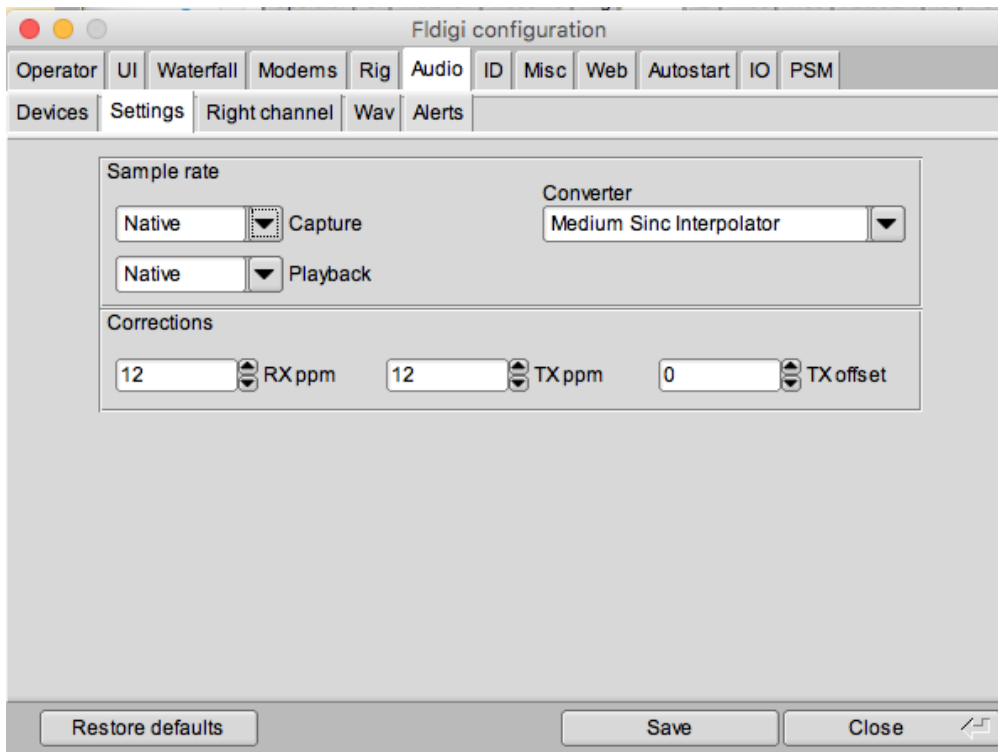 Fldigi configuration
Operator UI Waterfall Modems Rig Audio ID Misc Web Autostart IO PSM
Devices Settings Right channel Wav Alerts
Sample rate
Converter
Native Capture Medium Sinc Interpolator
Native Playback
Corrections
12 RX ppm 12 TX ppm 0 TX offset
Restore defaults Save Close